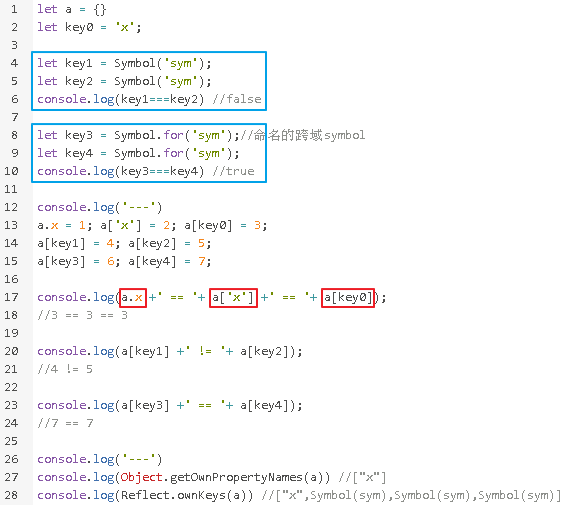 1 let a = {}
2 let key0 = 'x';
3
4 let key1 = Symbol('sym');
5 let key2 = Symbol('sym');
6 console.log(key1===key2) //false
7
8 let key3 = Symbol.for('sym');//命名的跨域symbol
9 let key4 = Symbol.for('sym');
10 console.log(key3===key4) //true
11
12 console.log('---')
13 a.x = 1; a['x'] = 2; a[key0] = 3;
14 a[key1] = 4; a[key2] = 5;
15 a[key3] = 6; a[key4] = 7;
16
17 console.log(a.x +' == '+ a['x'] +' == '+ a[key0]);
18 //3 == 3 == 3
19
20 console.log(a[key1] +' != '+ a[key2]);
21 //4 != 5
22
23 console.log(a[key3] +' == '+ a[key4]);
24 //7 == 7
25
26 console.log('---')
27 console.log(Object.getOwnPropertyNames(a)) //["x"]
28 console.log(Reflect.ownKeys(a)) //["x",Symbol(sym),Symbol(sym),Symbol(sym)]